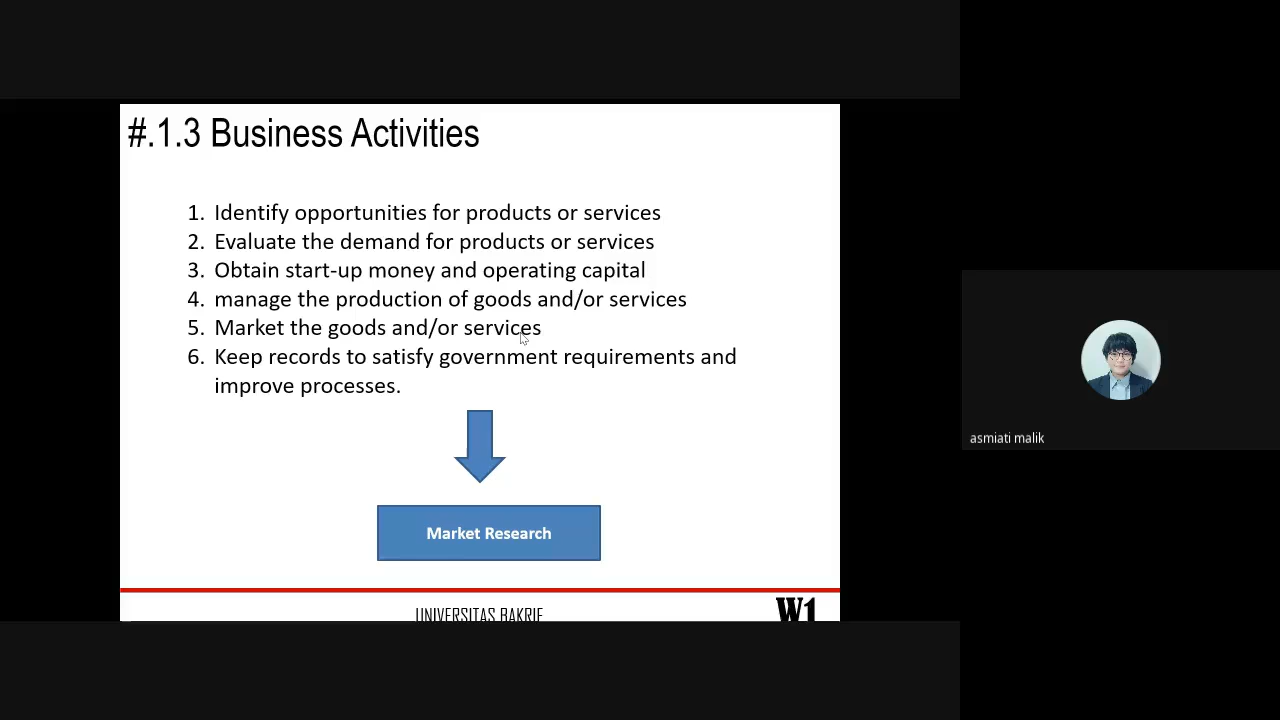 #.1.3 Business Activities
1. Identify opportunities for products or services
2. Evaluate the demand for products or services
3. Obtain start-up money and operating capital
4. manage the production of goods and/or services
5. Market the goods and/or services
6. Keep records to satisfy government requirements and
improve processes.
Market Research
UNIVERSITAS BAKRIE
W1
asmiati malik